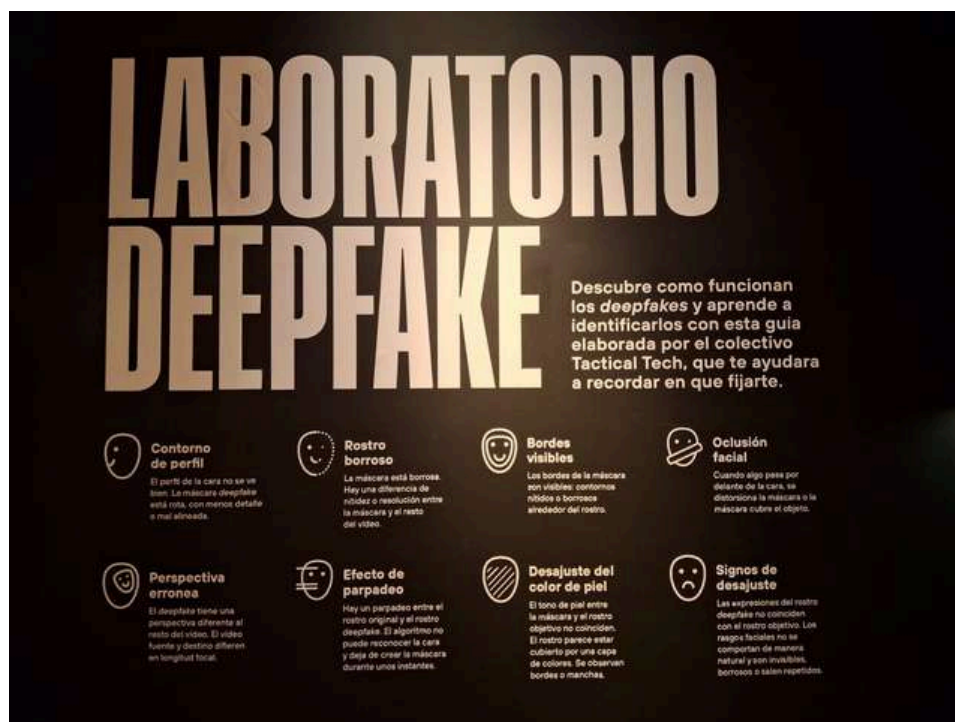 LABORATORIO
DEEPFAKE
Descubre como funcionan
los deepfakes y aprende a
identificarlos con esta guía
elaborada por el colectivo
Tactical Tech, que te ayudara
a recordar en que fijarte.
Contorno
de perfil
El perfil de la cara no se ve
bien. La máscara deepfake
está rota, con menos detalle
o mal alineada.
Rostro
borroso
La máscara está borrosa.
Hay una diferencia de
nitidez o resolución entre
la máscara y el resto
del vídeo.
Bordes
visibles
Los bordes de la máscara
son visibles: contornos
nítidos o borrosos
alrededor del rostro.
Oclusión
facial
Cuando algo pasa por
delante de la cara, se
distorsiona la máscara o la
máscara cubre el objeto.
Perspectiva
erronea
El deepfake tiene una
perspectiva diferente al
resto del vídeo. El vídeo
fuente y destino difieren
en longitud focal.
Efecto de
parpadeo
Hay un parpadeo entre el
rostro original y el rostro
deepfake. El algoritmo no
puede reconocer la cara
y deja de crear la máscara
durante unos instantes.
Desajuste del
color de piel
El tono de piel entre
la máscara y el rostro
objetivo no coinciden.
El rostro parece estar
cubierto por una capa
de colores. Se observan
bordes o manchas.
Signos de
desajuste
Las expresiones del rostro
deepfake no coinciden
con el rostro objetivo. Los
rasgos faciales no se
comportan de manera
natural y son invisibles,
borrosos o salen repetidos.